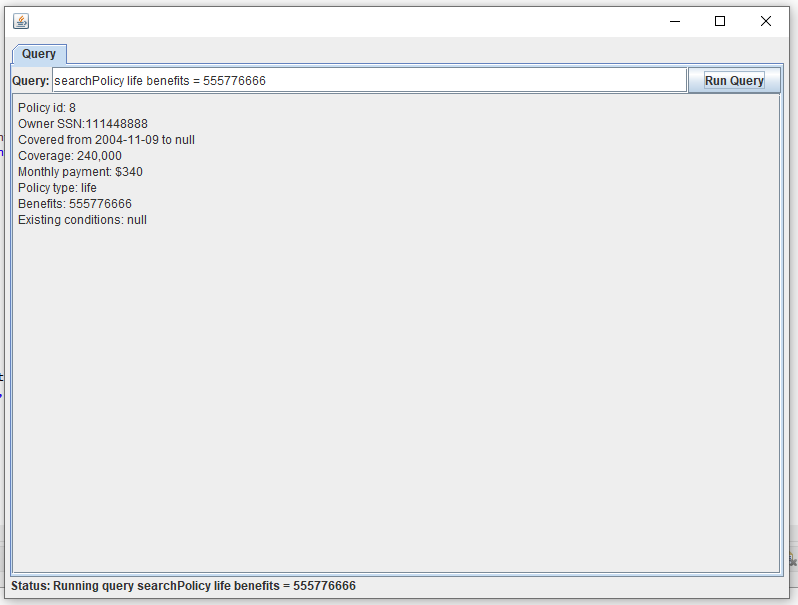 Query
Query: searchPolicy life benefits = 555776666 Run Query
Policy id: 8
Owner SSN:111448888
Covered from 2004-11-09 to null
Coverage: 240,000
Monthly payment: $340
Policy type: life
Benefits: 555776666
Existing conditions: null
Status: Running query searchPolicy life benefits = 555776666